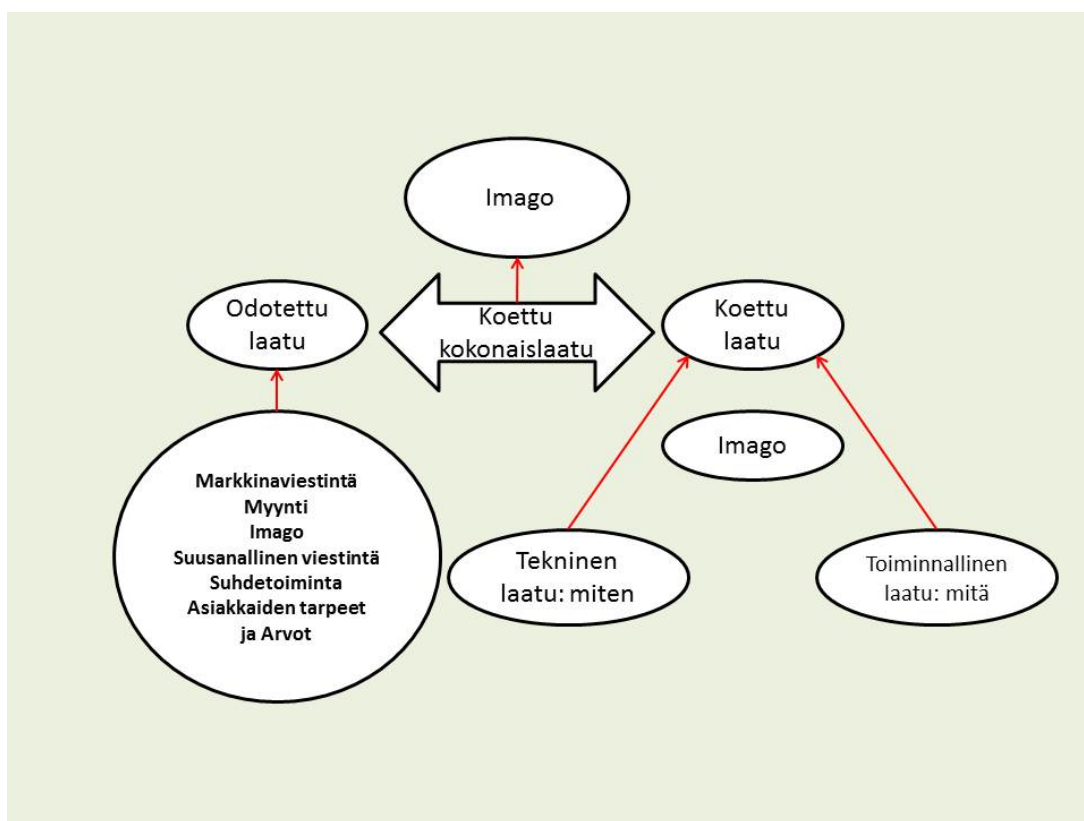 Imago
Odotettu
laatu
Koettu
kokonaislaatu
Koettu
laatu
Imago
Markkinaviestintä
Myynti
Imago
Suusanallinen viestintä
Suhdetoiminta
Asiakkaiden tarpeet
ja Arvot
Tekninen
laatu: miten
Toiminnallinen
laatu: mitä